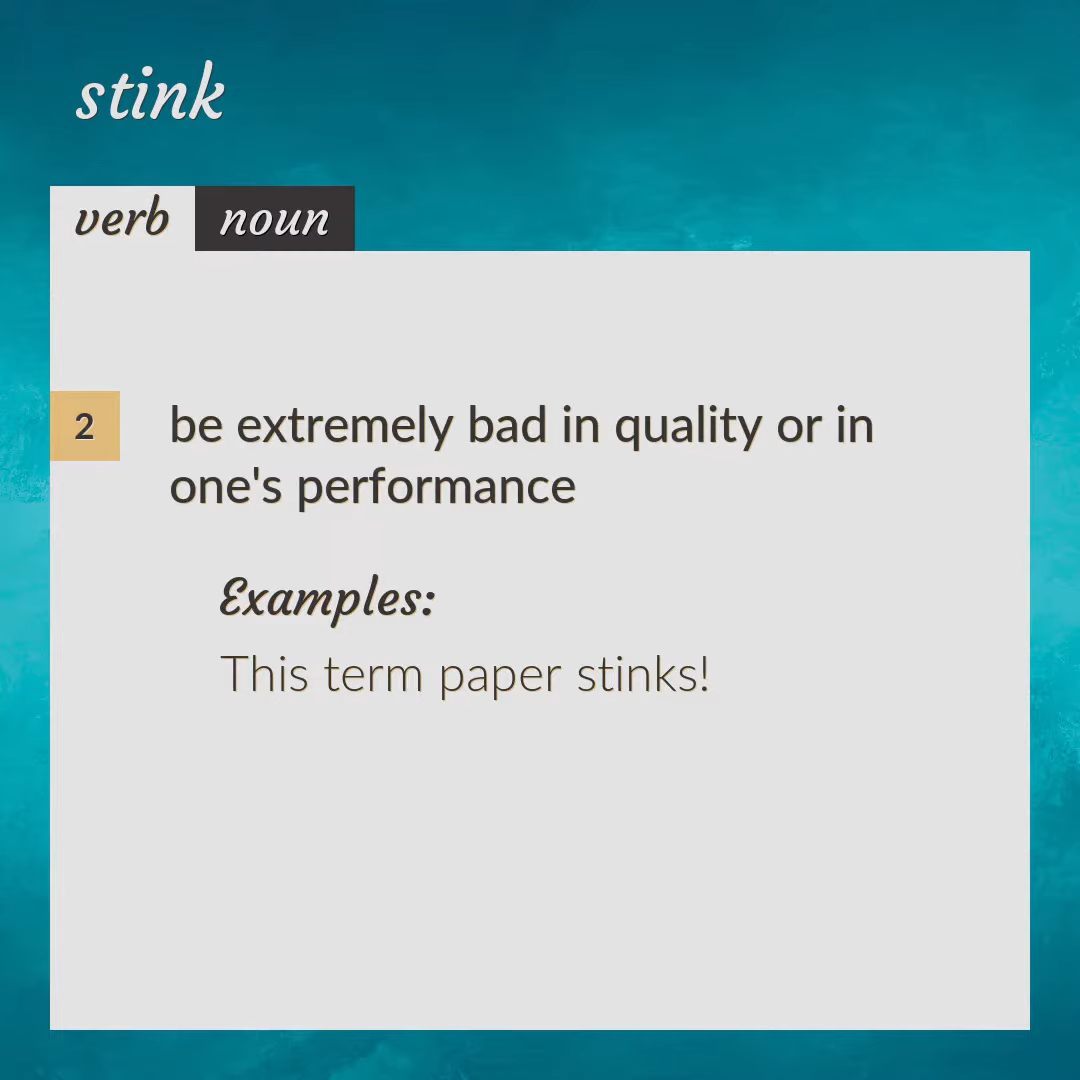 stink
verb noun
2 be extremely bad in quality or in
one's performance
Examples:
This term paper stinks!